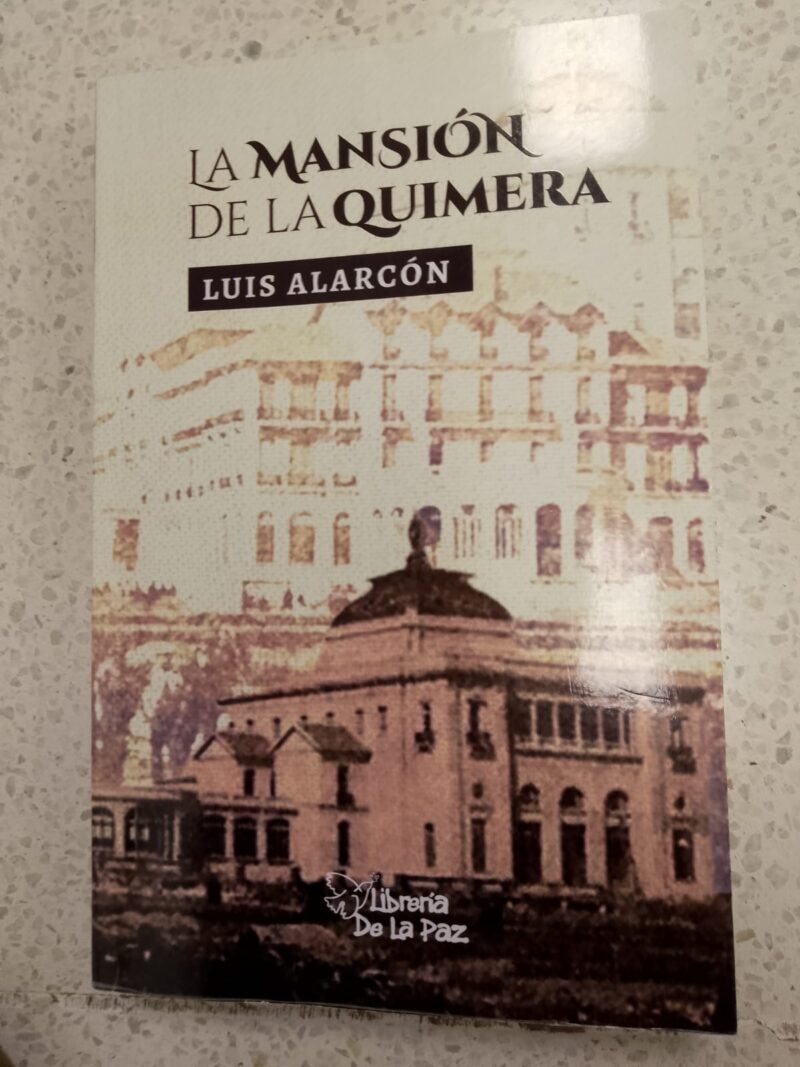 LA MANSIÓN
DE LA QUIMERA
LUIS ALARCÓN
Librería
De La Paz